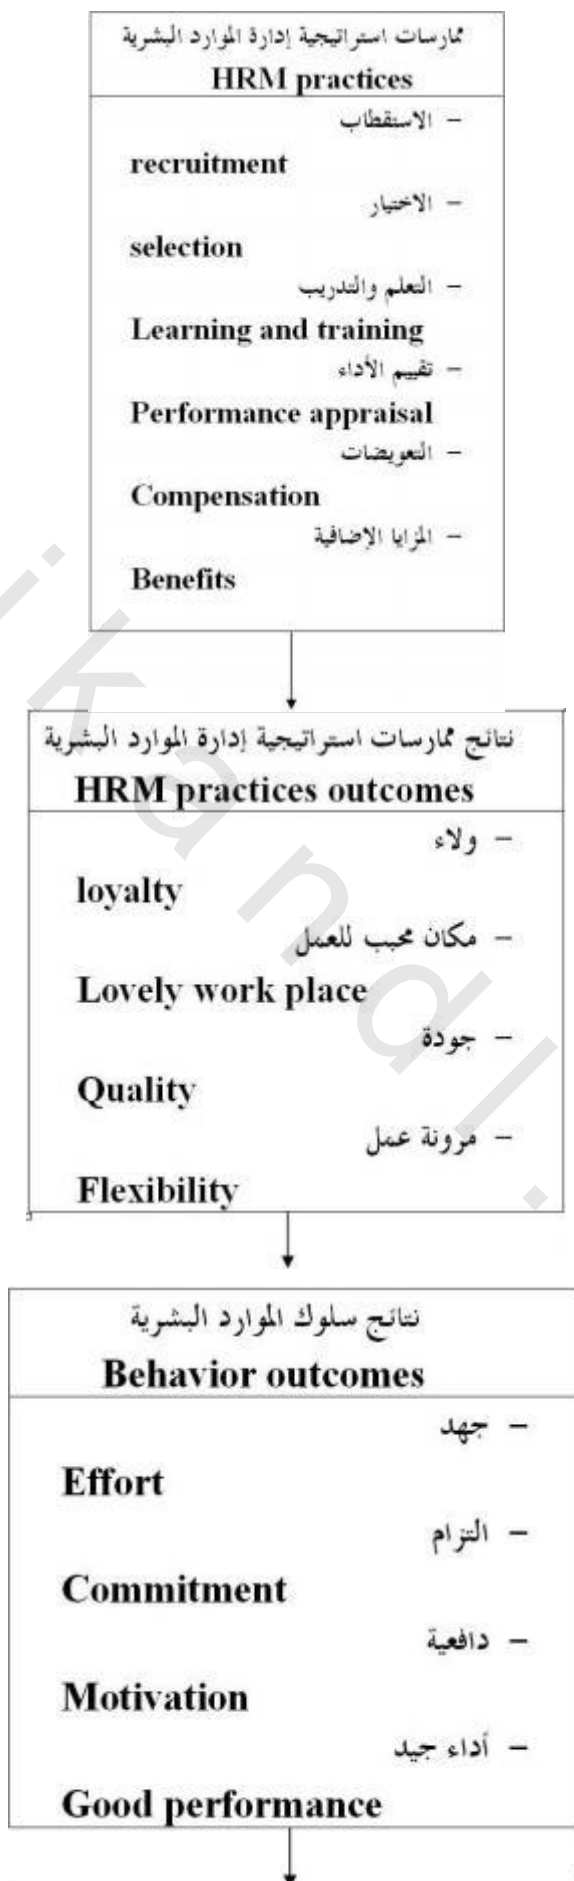 ممارسات استراتيجية إدارة الموارد البشرية
HRM practices
– الاستقطاب
recruitment
– الاختيار
selection
– التعلم والتدريب
Learning and training
– تقييم الأداء
Performance appraisal
– التعويضات
Compensation
– المزايا الإضافية
Benefits
نتائج ممارسات استراتيجية إدارة الموارد البشرية
HRM practices outcomes
– ولاء
loyalty
– مكان محبب للعمل
Lovely work place
– جودة
Quality
– مرونة عمل
Flexibility
نتائج سلوك الموارد البشرية
Behavior outcomes
– جهد
Effort
– التزام
Commitment
– دافعية
Motivation
– أداء جيد
Good performance